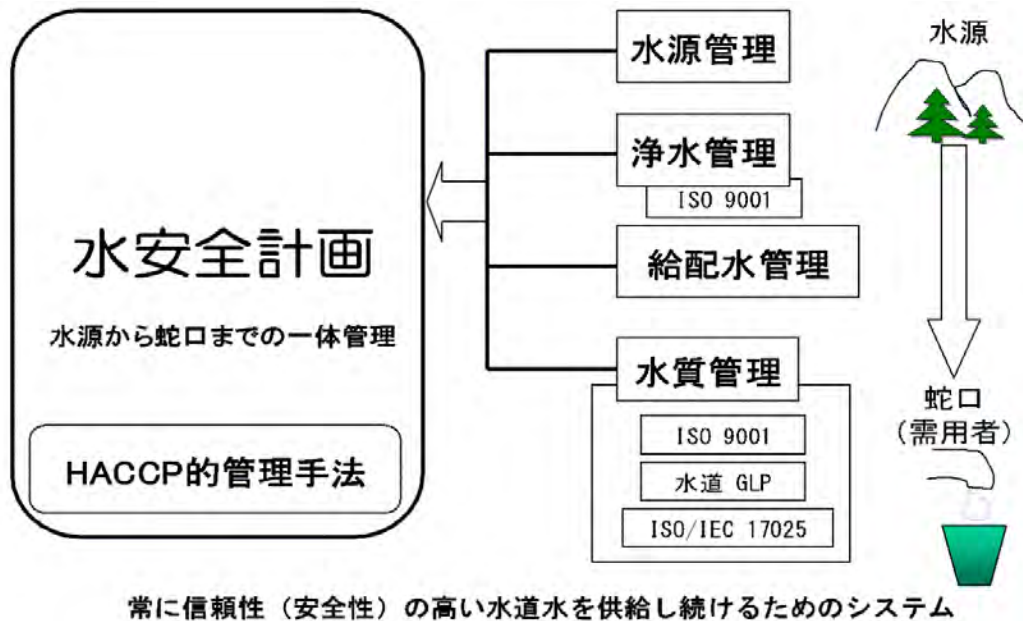 水安全計画
水源から蛇口までの一体管理
HACCP的管理手法
水源管理
浄水管理
ISO 9001
給配水管理
水質管理
ISO 9001
水道 GLP
ISO/IEC 17025
水源
蛇口
（需用者）
常に信頼性（安全性）の高い水道水を供給し続けるためのシステム